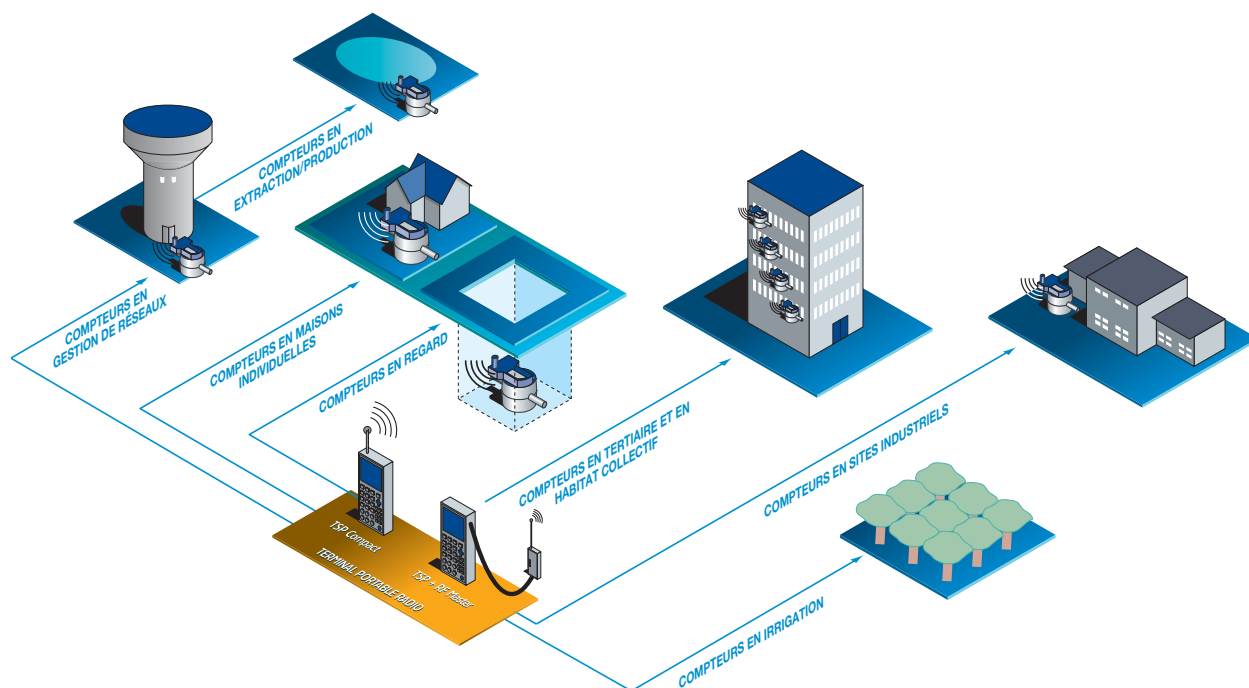 COMPTEURS EN
EXTRACTION/PRODUCTION
COMPTEURS EN
GESTION DE RÉSEAUX
COMPTEURS EN MAISONS
INDIVIDUELLES
COMPTEURS EN REGARD
COMPTEURS EN TERTIAIRE ET EN
HABITAT COLLECTIF
COMPTEURS EN SITES INDUSTRIELS
COMPTEURS EN IRRIGATION
TSP Compact
TSP + RF Master
TERMINAL PORTABLE RADIO